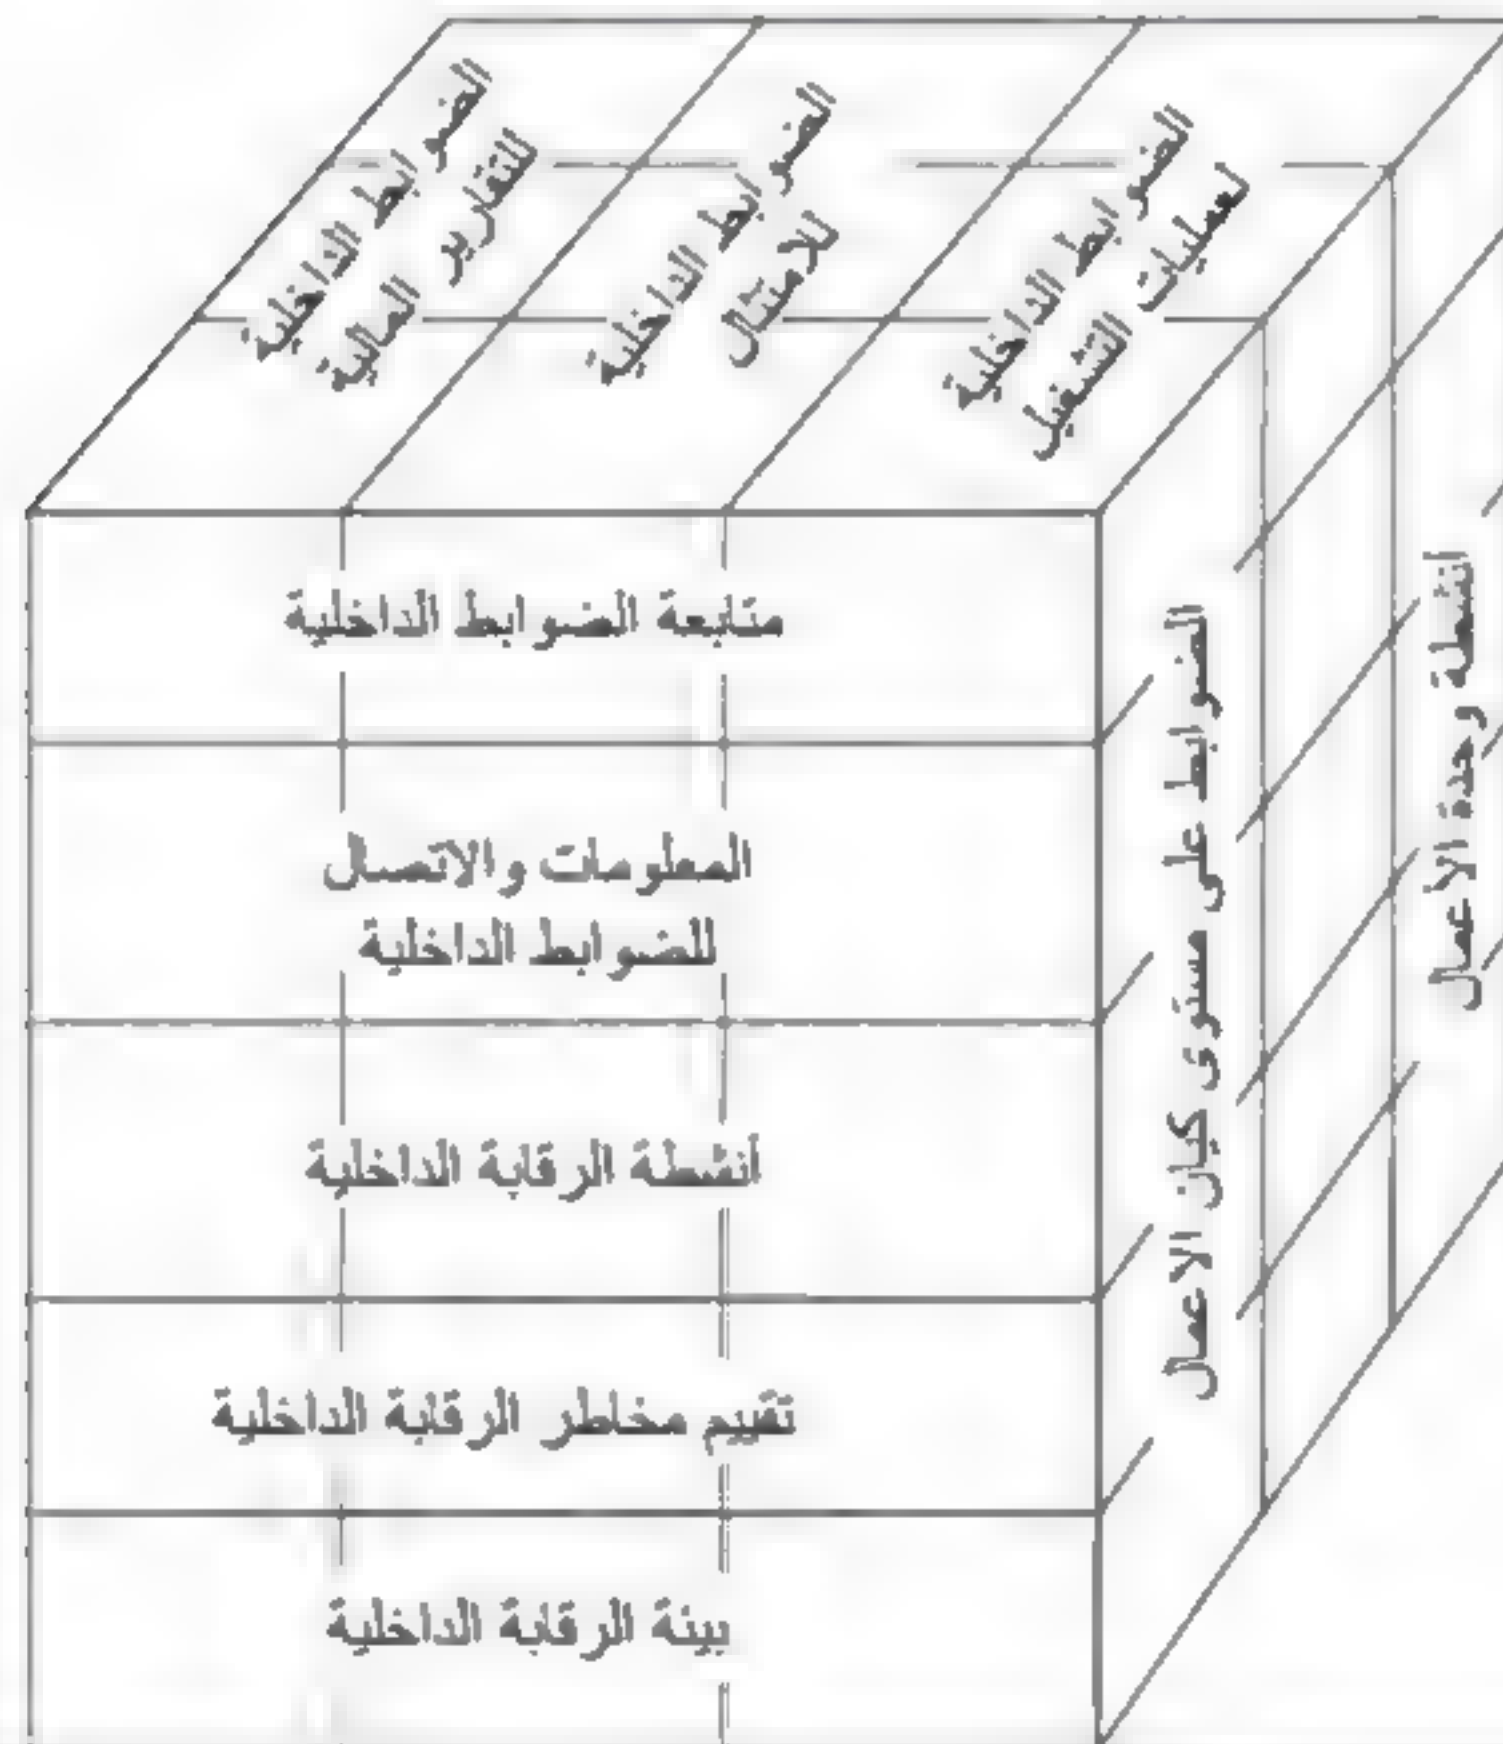 الضوابط الداخلية
للتقارير المالية
الضوابط الداخلية
للامتثال
الضوابط الداخلية
لعمليات التشغيل
متابعة الضوابط الداخلية
المعلومات والاتصال
للضوابط الداخلية
أنشطة الرقابة الداخلية
تقييم مخاطر الرقابة الداخلية
بيئة الرقابة الداخلية
الضوابط على مستوى كيان الاعمال
أنشطة وحدة الأعمال